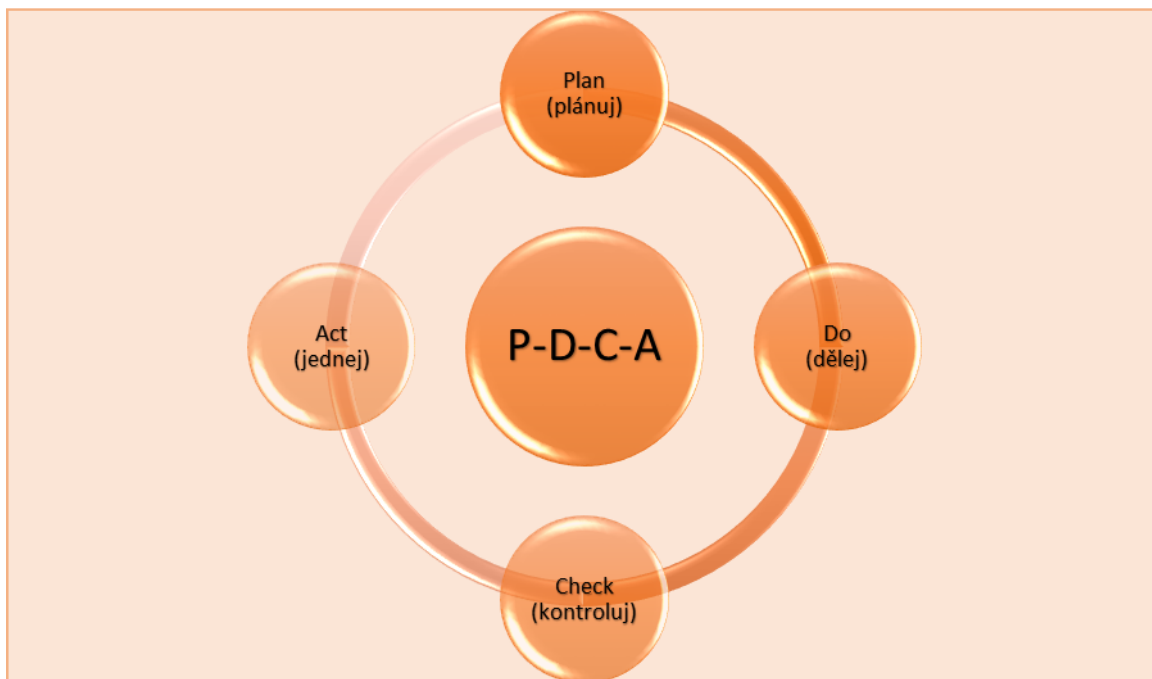 Plan
(plánuj)
Act
(jednej)
P-D-C-A
Do
(dělej)
Check
(kontroluj)